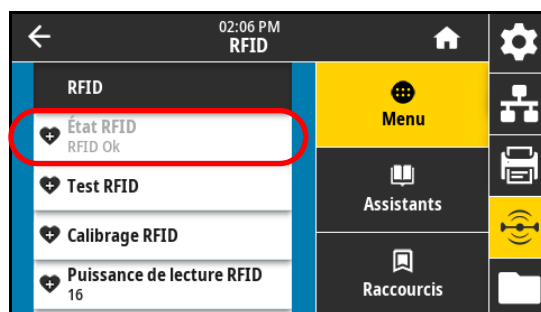 02:06 PM
RFID
RFID
État RFID
RFID Ok
Test RFID
Calibrage RFID
Puissance de lecture RFID
16
Menu
Assistants
Raccourcis